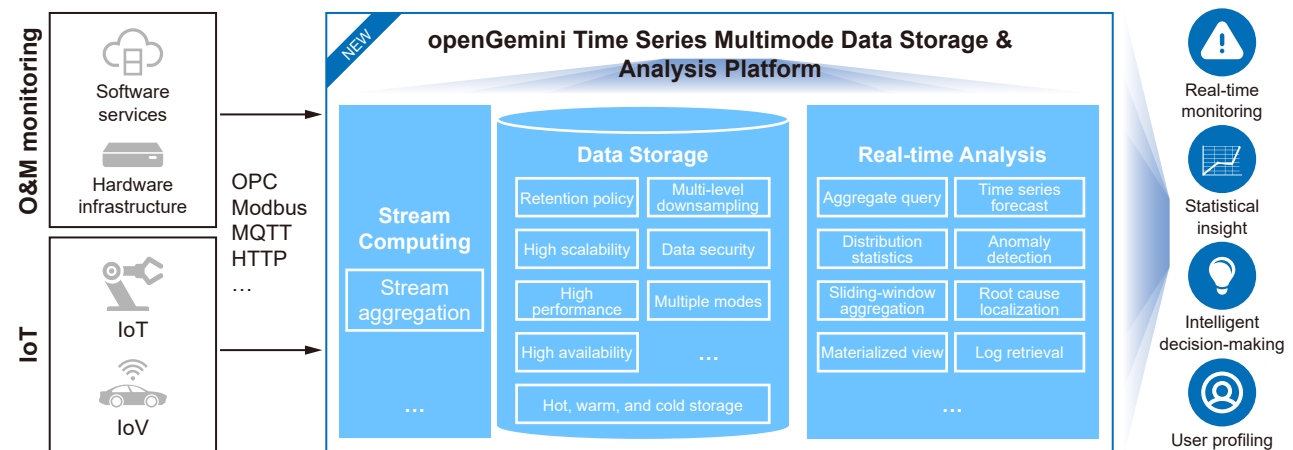 O&M monitoring
Software
services
Hardware
infrastructure
IoT
IoT
IoV
OPC
Modbus
MQTT
HTTP
…
NEW
openGemini Time Series Multimode Data Storage &
Analysis Platform
Stream
Computing
Stream
aggregation
…
Data Storage
Retention policy
Multi-level
downsampling
High scalability
Data security
High
performance
Multiple modes
High availability
…
Hot, warm, and cold storage
Real-time Analysis
Aggregate query
Time series
forecast
Distribution
statistics
Anomaly
detection
Sliding-window
aggregation
Root cause
localization
Materialized view
Log retrieval
…
Real-time
monitoring
Statistical
insight
Intelligent
decision-making
User profiling